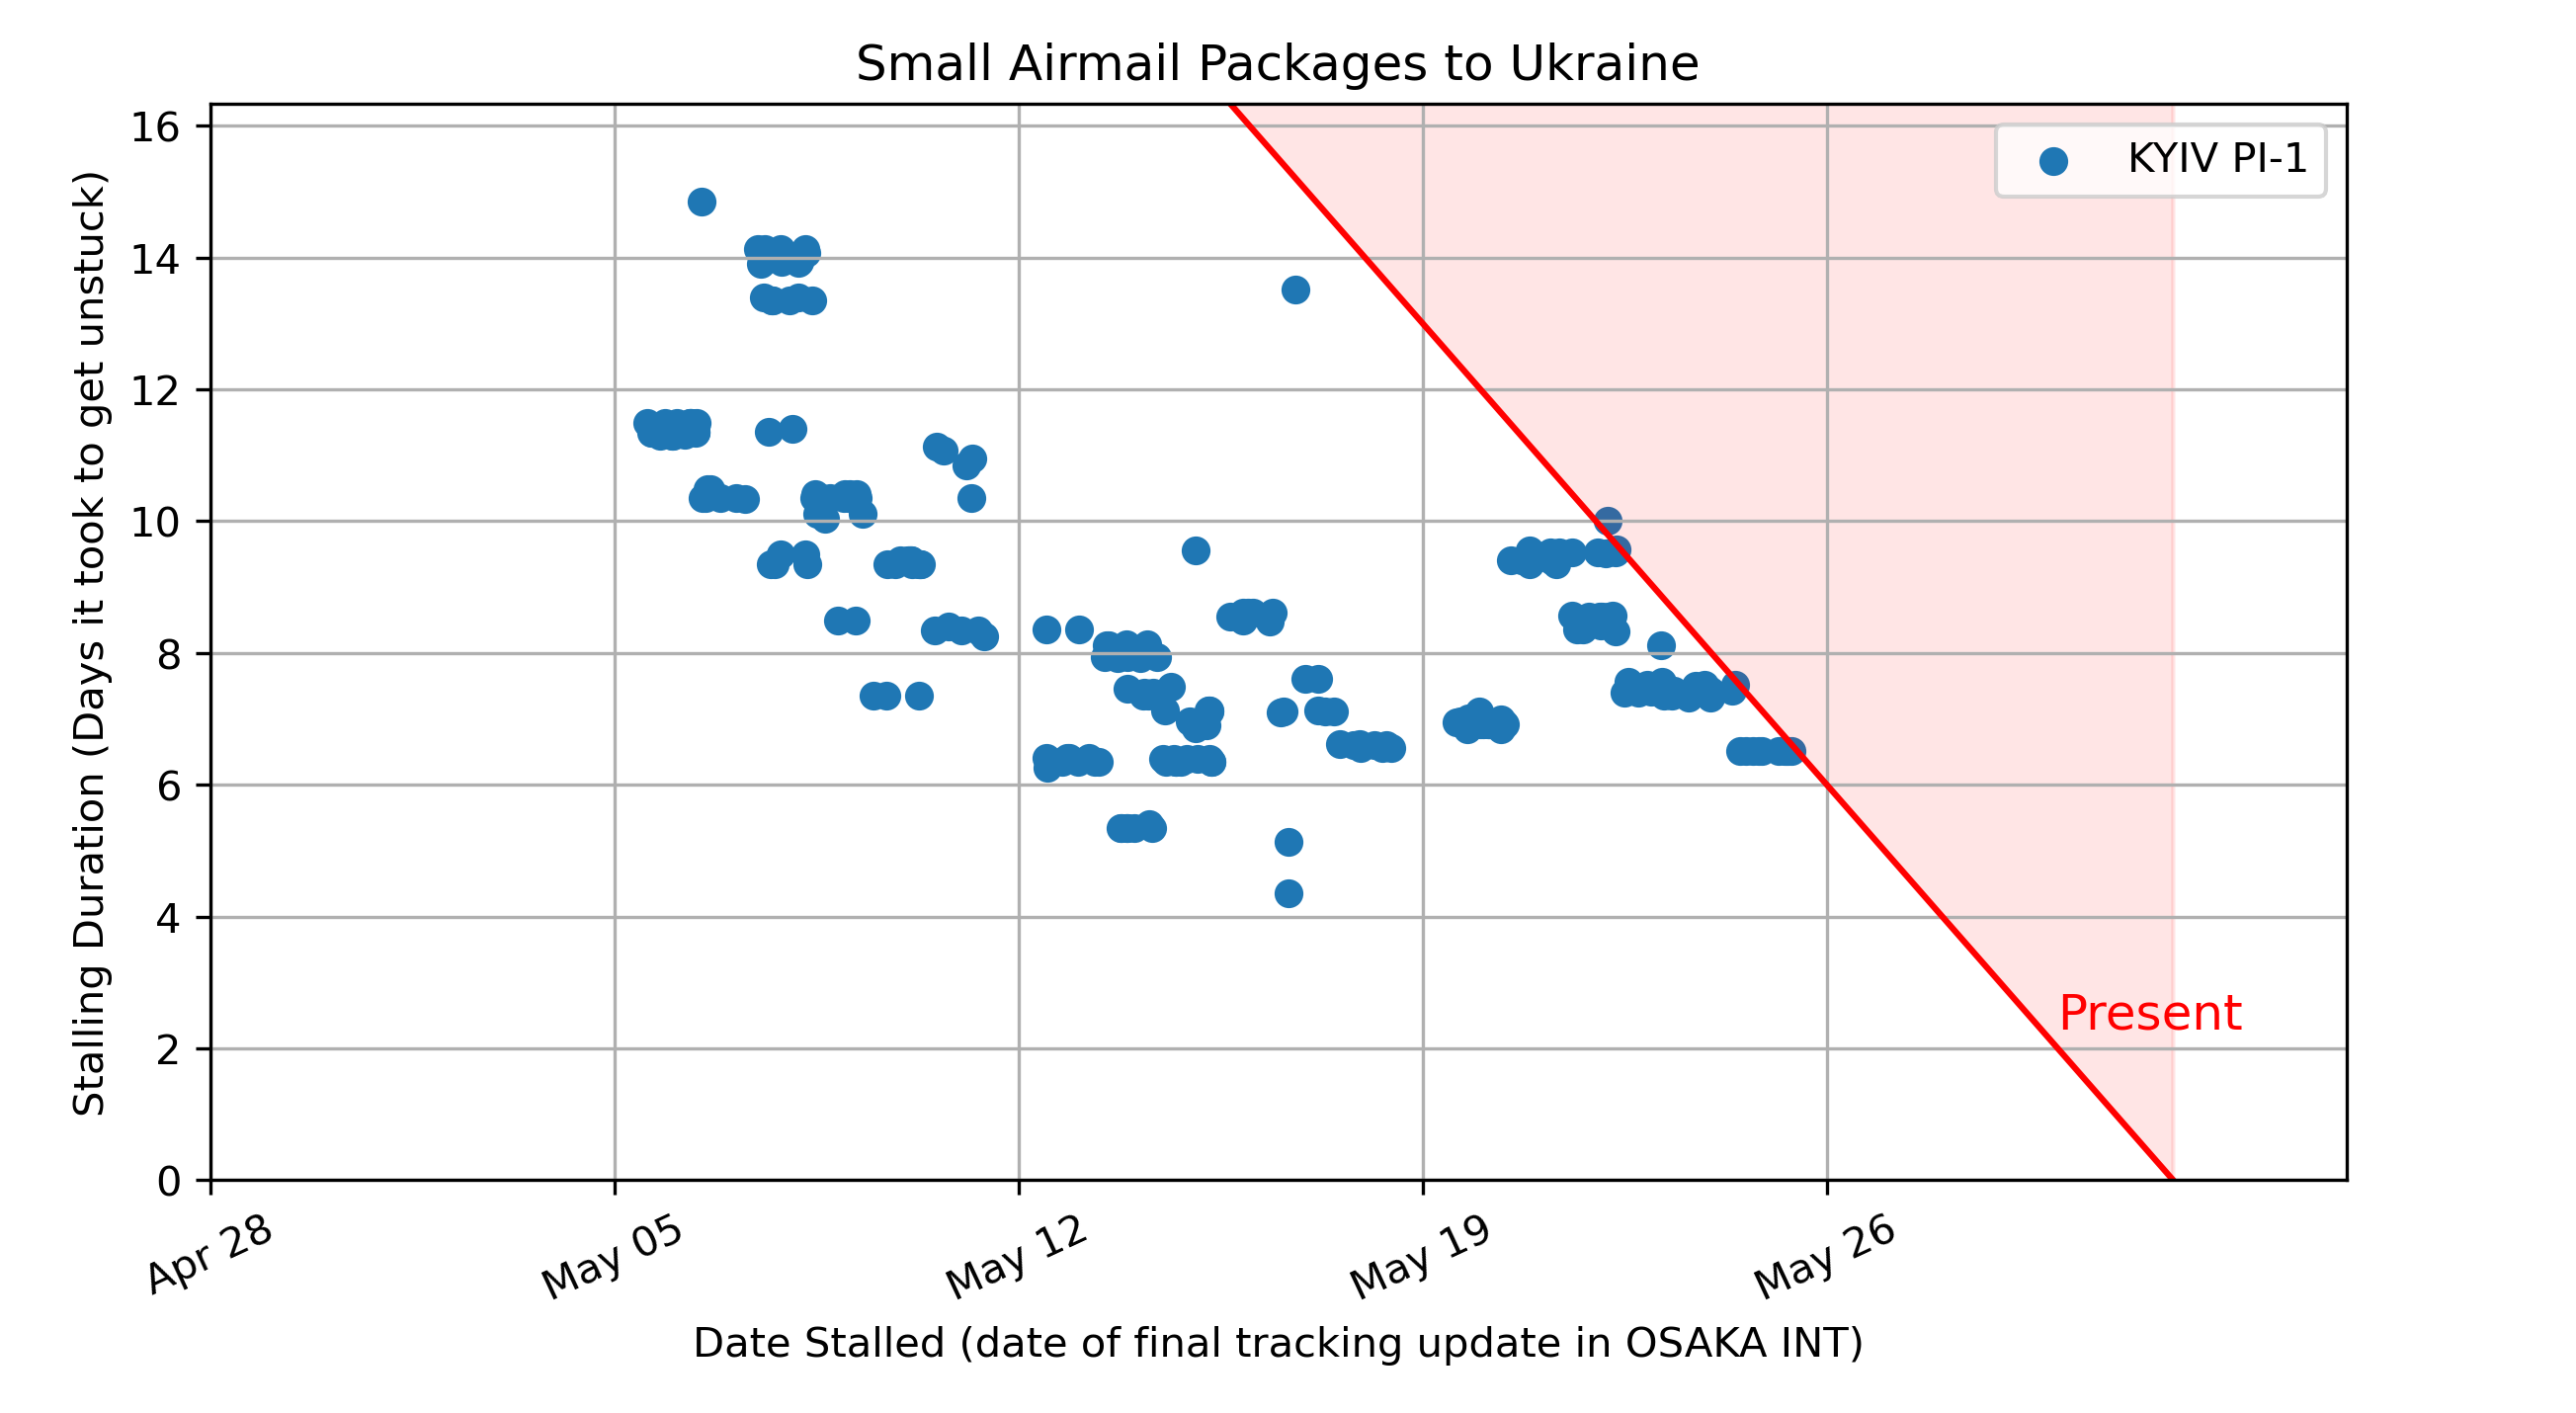 Small Airmail Packages to Ukraine
Stalling Duration (Days it took to get unstuck)
16
14
12
10
8
6
4
2
0
KYIV PI-1
Present
Apr 28
May 05
May 12
May 19
May 26
Date Stalled (date of final tracking update in OSAKA INT)